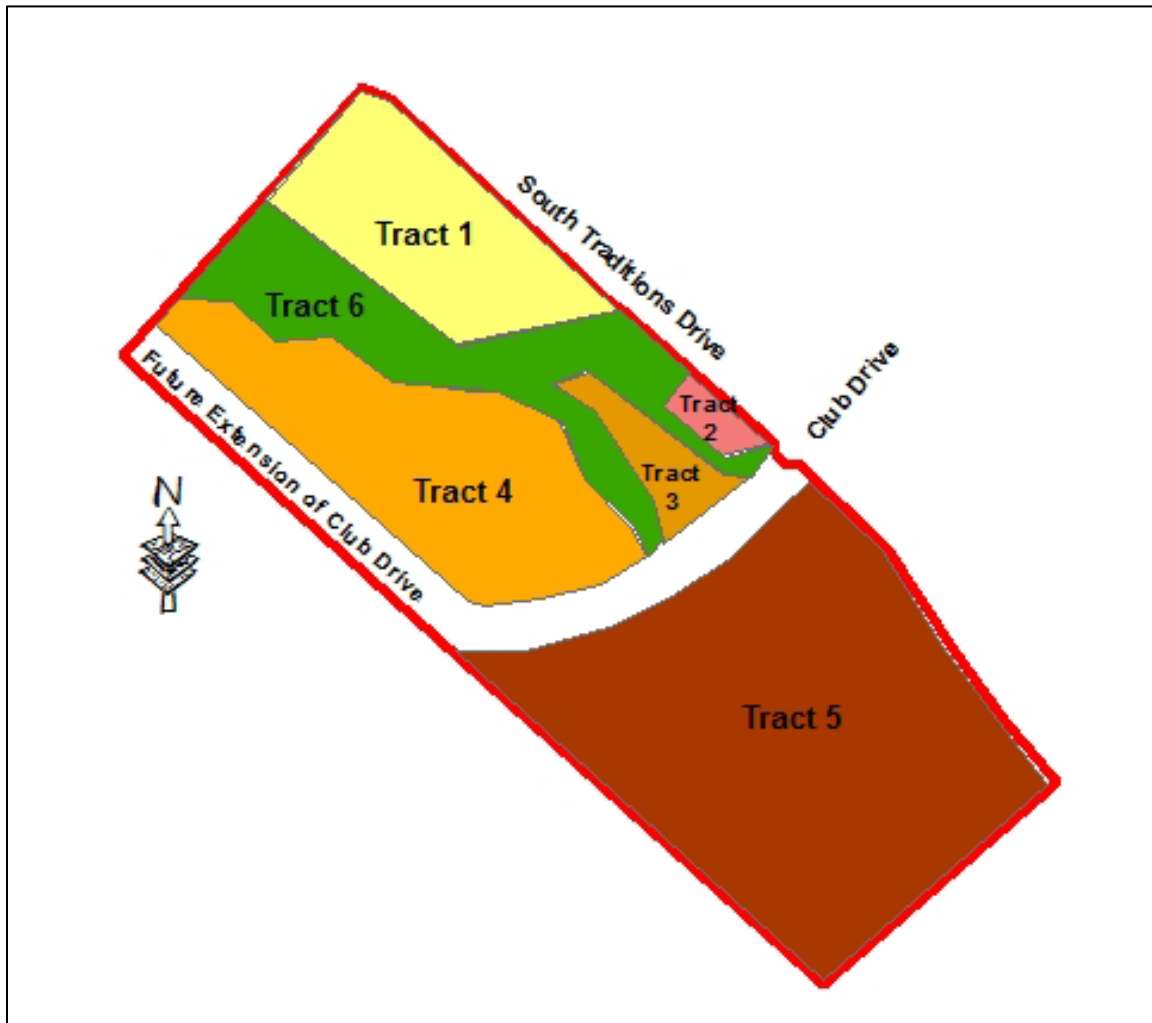 South Traditions Drive
Tract 1
Tract 6
Club Drive
Tract
2
Future Extension of Club Drive
Tract
3
Tract 4
N
Tract 5